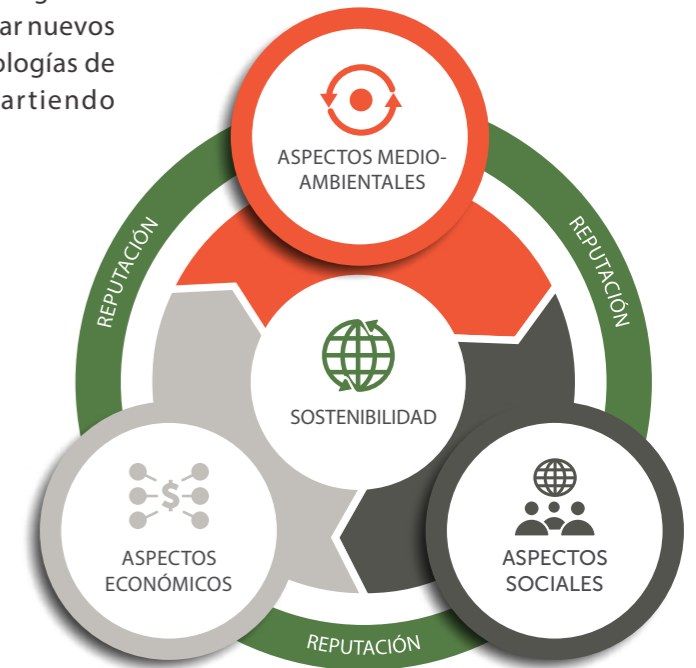 ar nuevos
ologías de
artiendo
ASPECTOS MEDIO-
AMBIENTALES
REPUTACIÓN
REPUTACIÓN
SOSTENIBILIDAD
$
ASPECTOS
ECONÓMICOS
ASPECTOS
SOCIALES
REPUTACIÓN